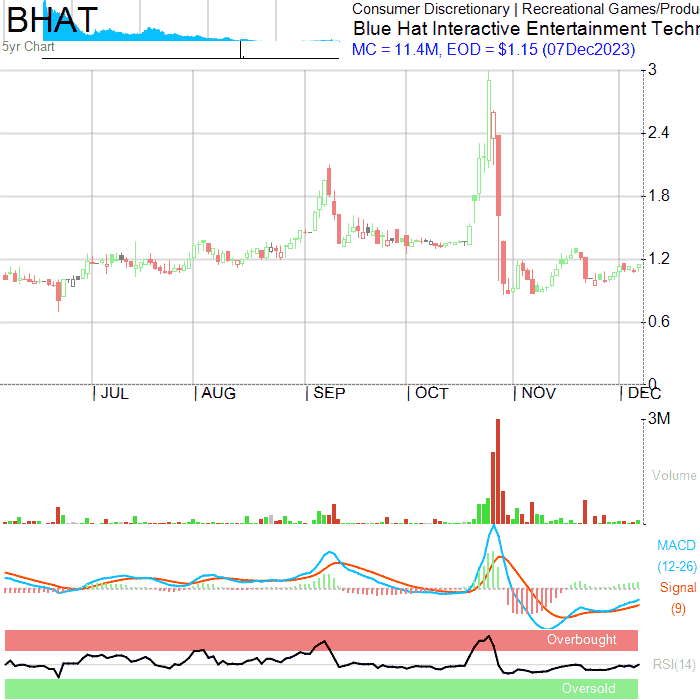 BHAT
5yr Chart
Consumer Discretionary | Recreational Games/Produ
Blue Hat Interactive Entertainment Techn
MC = 11.4M, EOD = $1.15 (07Dec2023)
3
2.4
1.8
1.2
0.6
0
JUL AUG SEP OCT NOV DEC
3M
Volume
MACD
(12-26)
Signal
(9)
Overbought
RSI(14)
Oversold